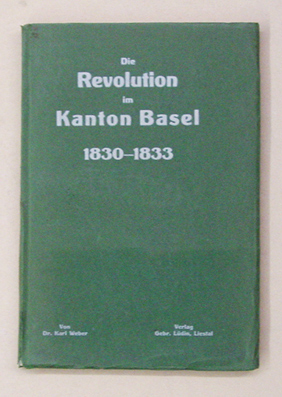 Die
Revolution
im
Kanton Basel
1830–1833
Von
Dr. Karl Weber
Verlag
Gebr. Lüdin, Liestal